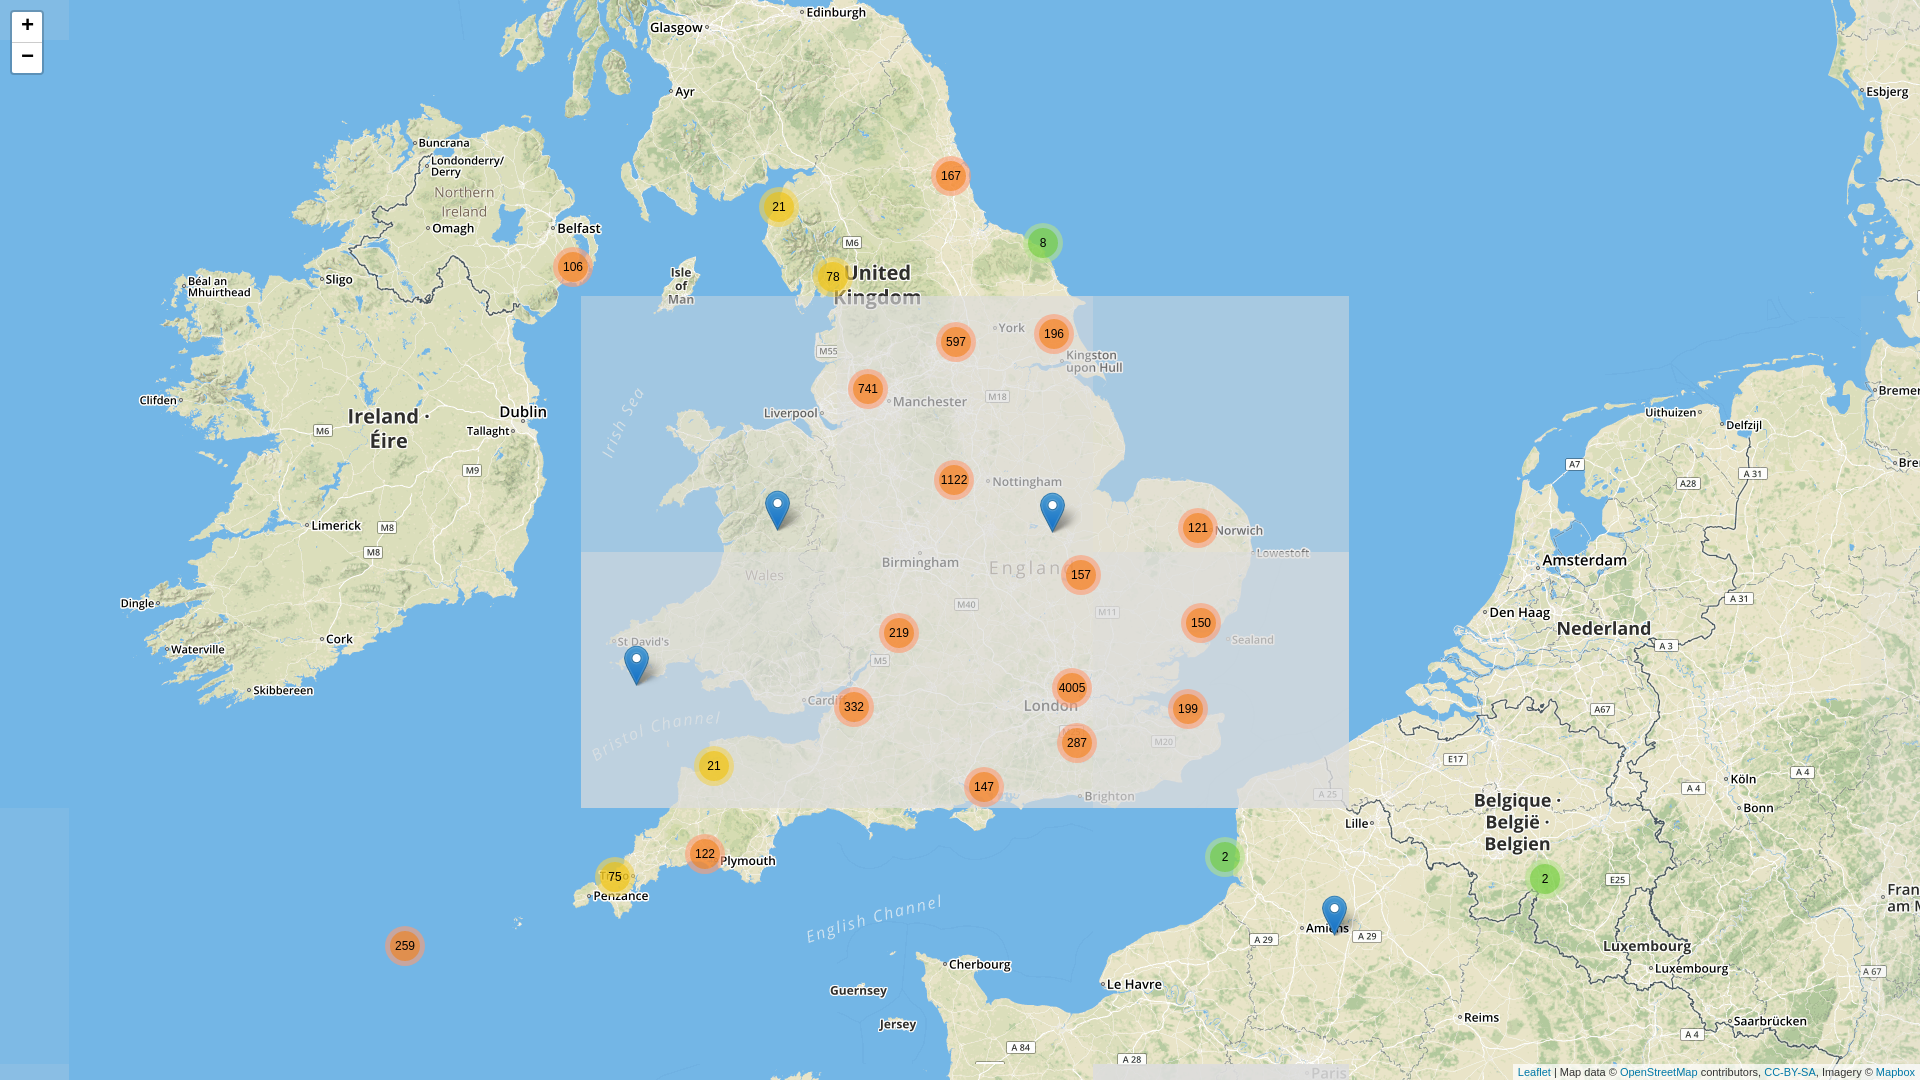 +
−
Glasgow
Edinburgh
Ayr
Esbjerg
Buncrana
Londonderry/
Derry
Northern
Ireland
Omagh
Belfast
167
21
8
M6
106
78
United
Kingdom
Isle
of
Man
Sligo
Béal an
Mhuirthead
York
196
597
M55
Kingston
upon Hull
741
Manchester
M18
Liverpool
Irish Sea
Clifden
Ireland ·
Éire
Dublin
Tallaght
M6
M9
Uithuizen
Delfzijl
A7
A 31
A28
1122
Nottingham
121
Norwich
Lowestoft
Limerick
M8
M8
Birmingham
Wales
157
Amsterdam
A 31
Dingle
M40
M11
Den Haag
Nederland
150
Sealand
219
St David's
M5
A 3
Cork
Waterville
Skibbereen
4005
London
Cardiff
332
199
A67
Bristol Channel
287
M20
E17
A 4
Köln
A 4
Bonn
21
147
Brighton
A 25
Belgique ·
België ·
Belgien
Lille
122
Plymouth
75
Penzance
2
2
E25
English Channel
259
Amiens
A 29
A 29
Luxembourg
Luxembourg
A 67
Cherbourg
Le Havre
Guernsey
Jersey
Reims
Saarbrücken
A 84
A 4
A 28
Paris
Leaflet | Map data © OpenStreetMap contributors, CC-BY-SA, Imagery © Mapbox